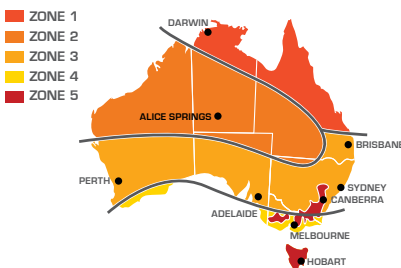 ZONE 1
ZONE 2
ZONE 3
ZONE 4
ZONE 5
DARWIN
ALICE SPRINGS
BRISBANE
PERTH
SYDNEY
CANBERRA
ADELAIDE
MELBOURNE
HOBART